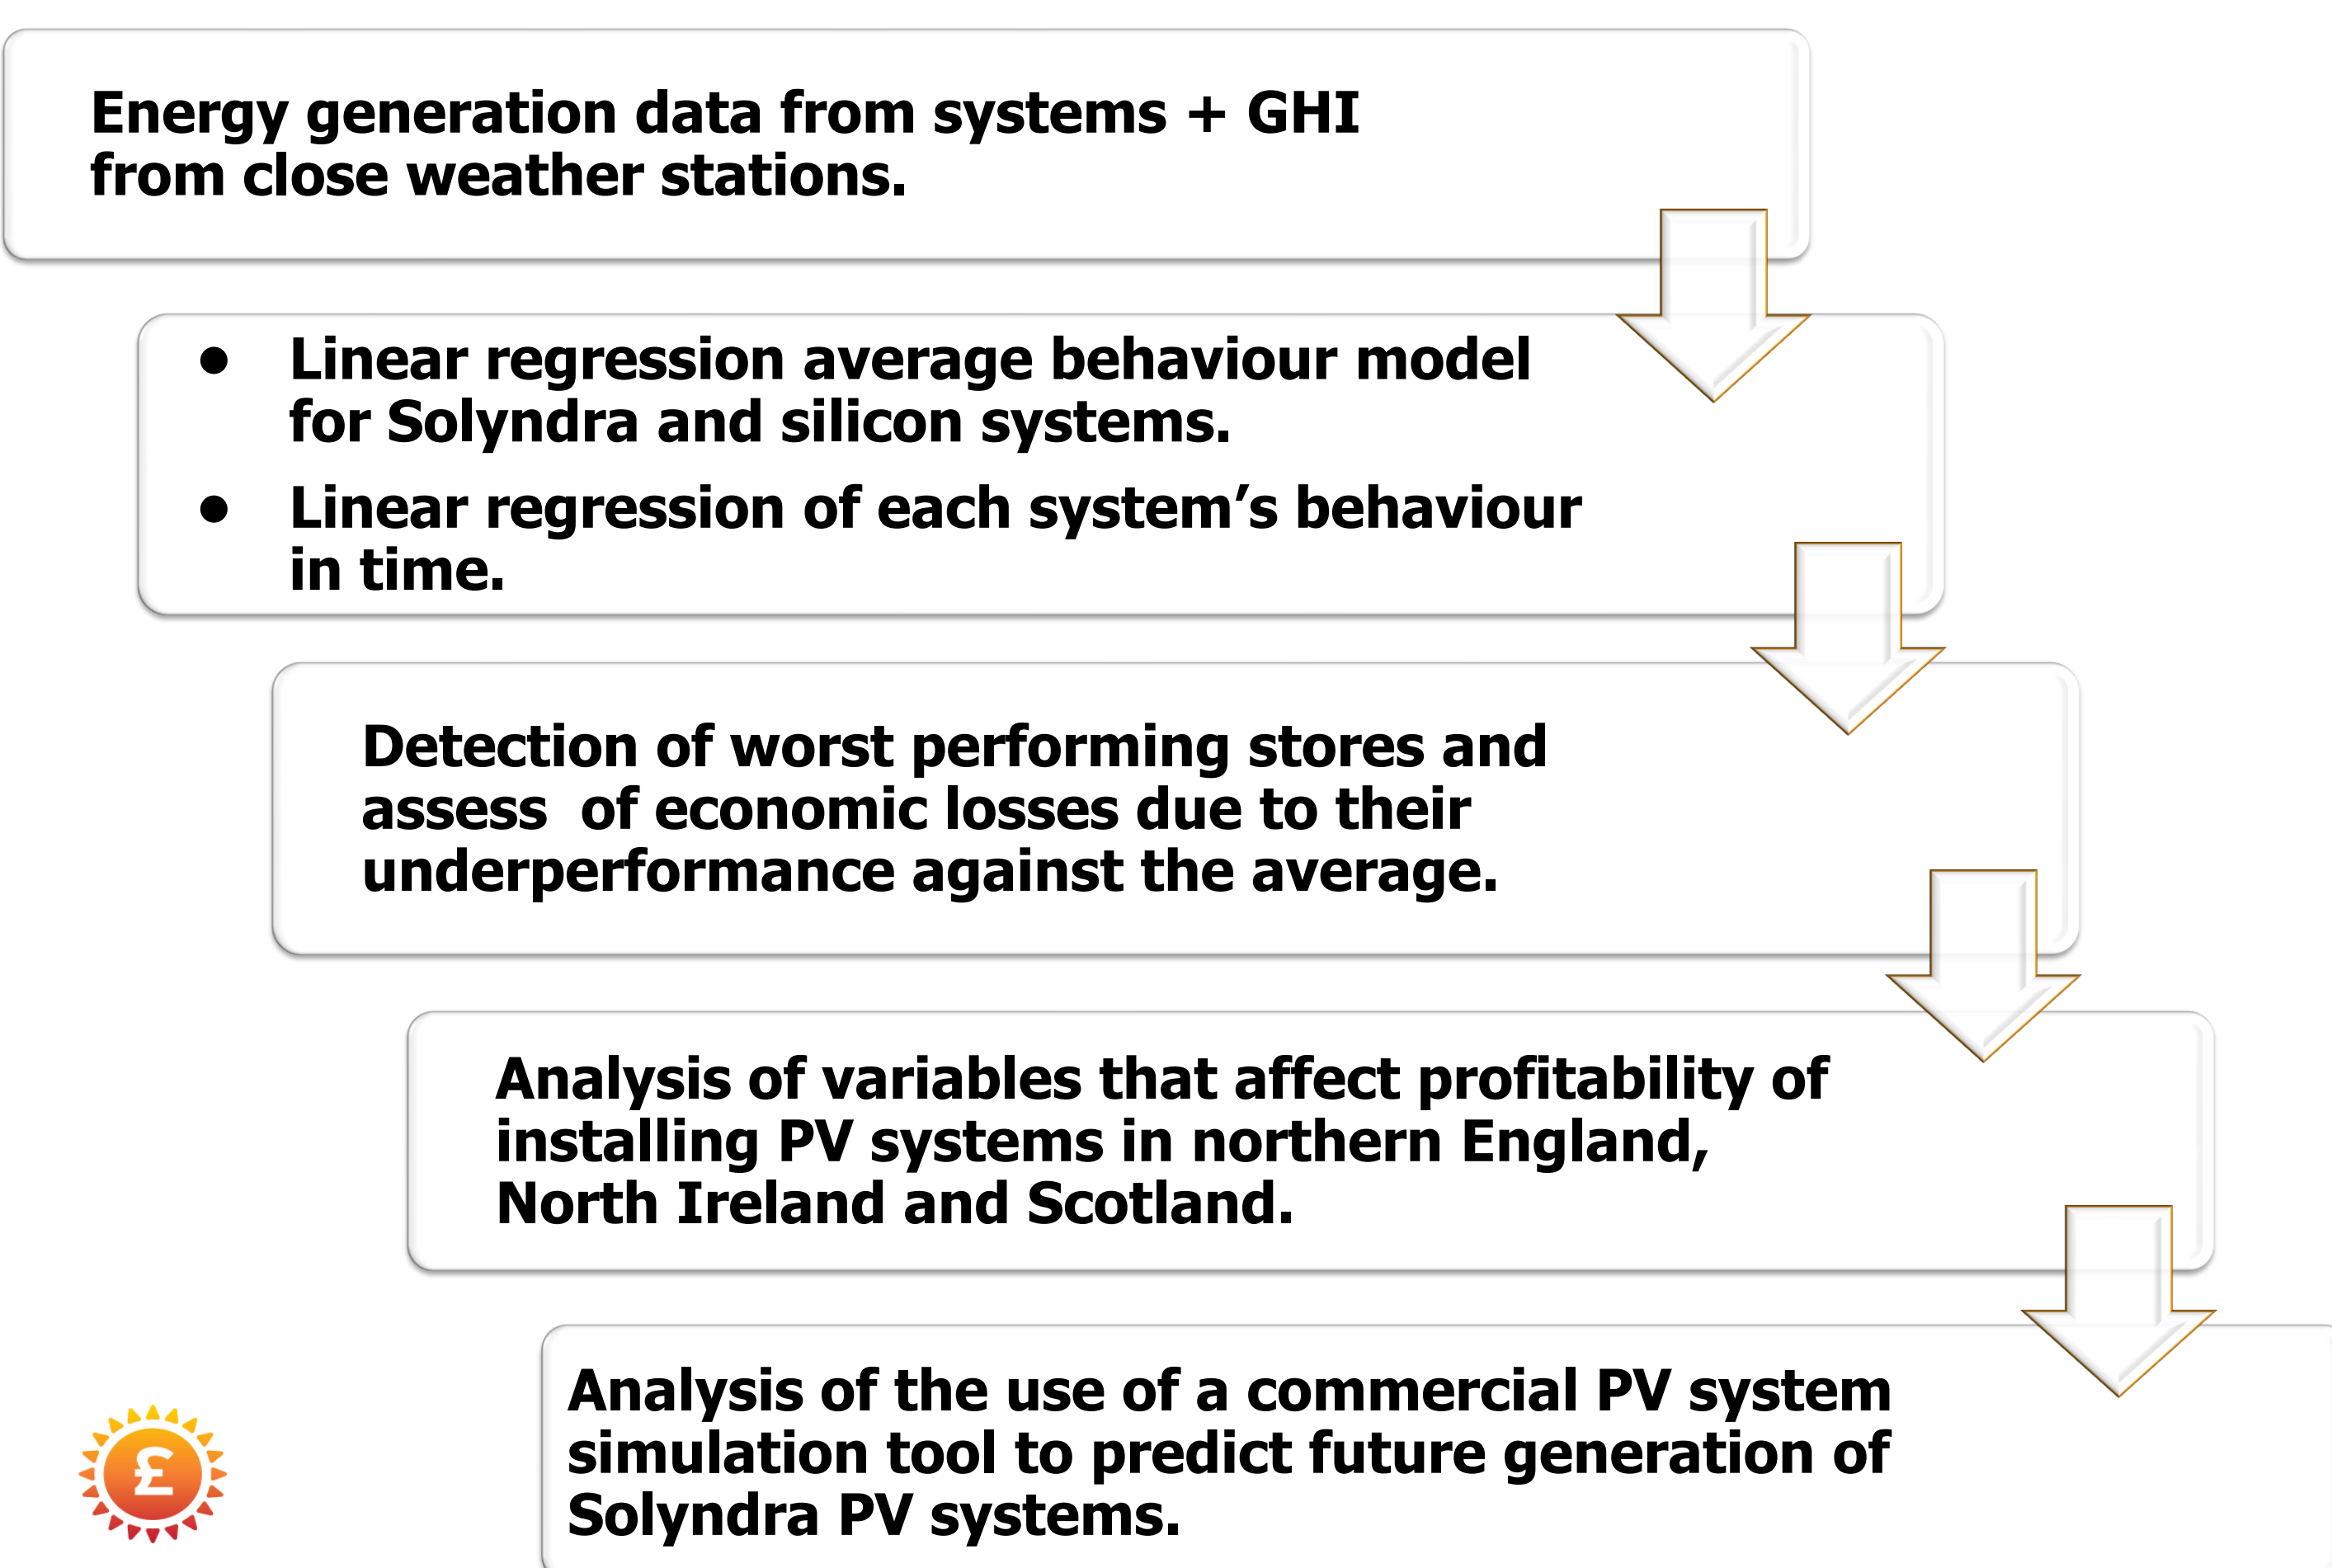 Energy generation data from systems + GHI
from close weather stations.
● Linear regression average behaviour model
for Solyndra and silicon systems.
● Linear regression of each system’s behaviour
in time.
Detection of worst performing stores and
assess  of economic losses due to their
underperformance against the average.
Analysis of variables that affect profitability of
installing PV systems in northern England,
North Ireland and Scotland.
Analysis of the use of a commercial PV system
simulation tool to predict future generation of
Solyndra PV systems.
£